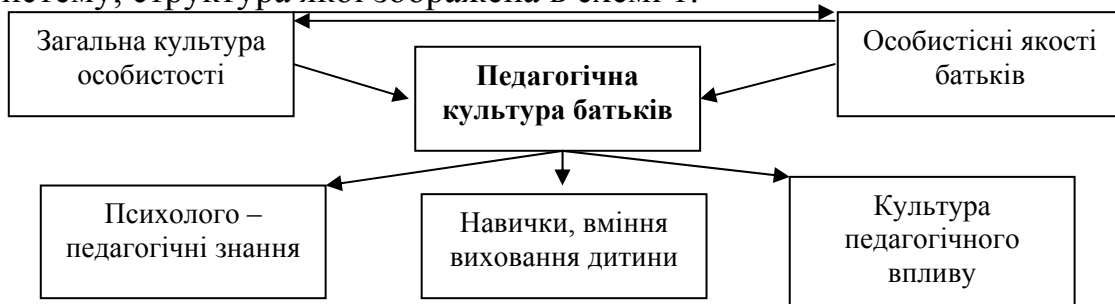 систему, структура якої зображена в схемі 1.
Загальна культура
особистості
Педагогічна
культура батьків
Особистісні якості
батьків
Психолого –
педагогічні знання
Навички, вміння
виховання дитини
Культура
педагогічного
впливу